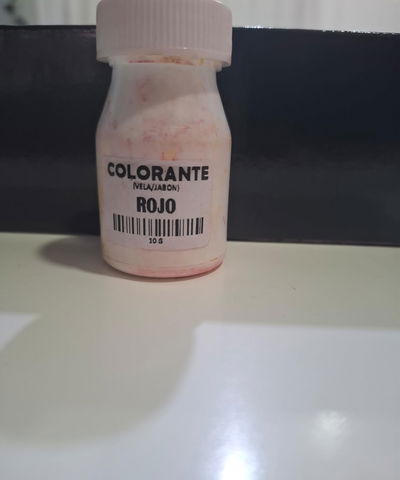 COLORANTE
(VELA/JABON)
ROJO
10 G